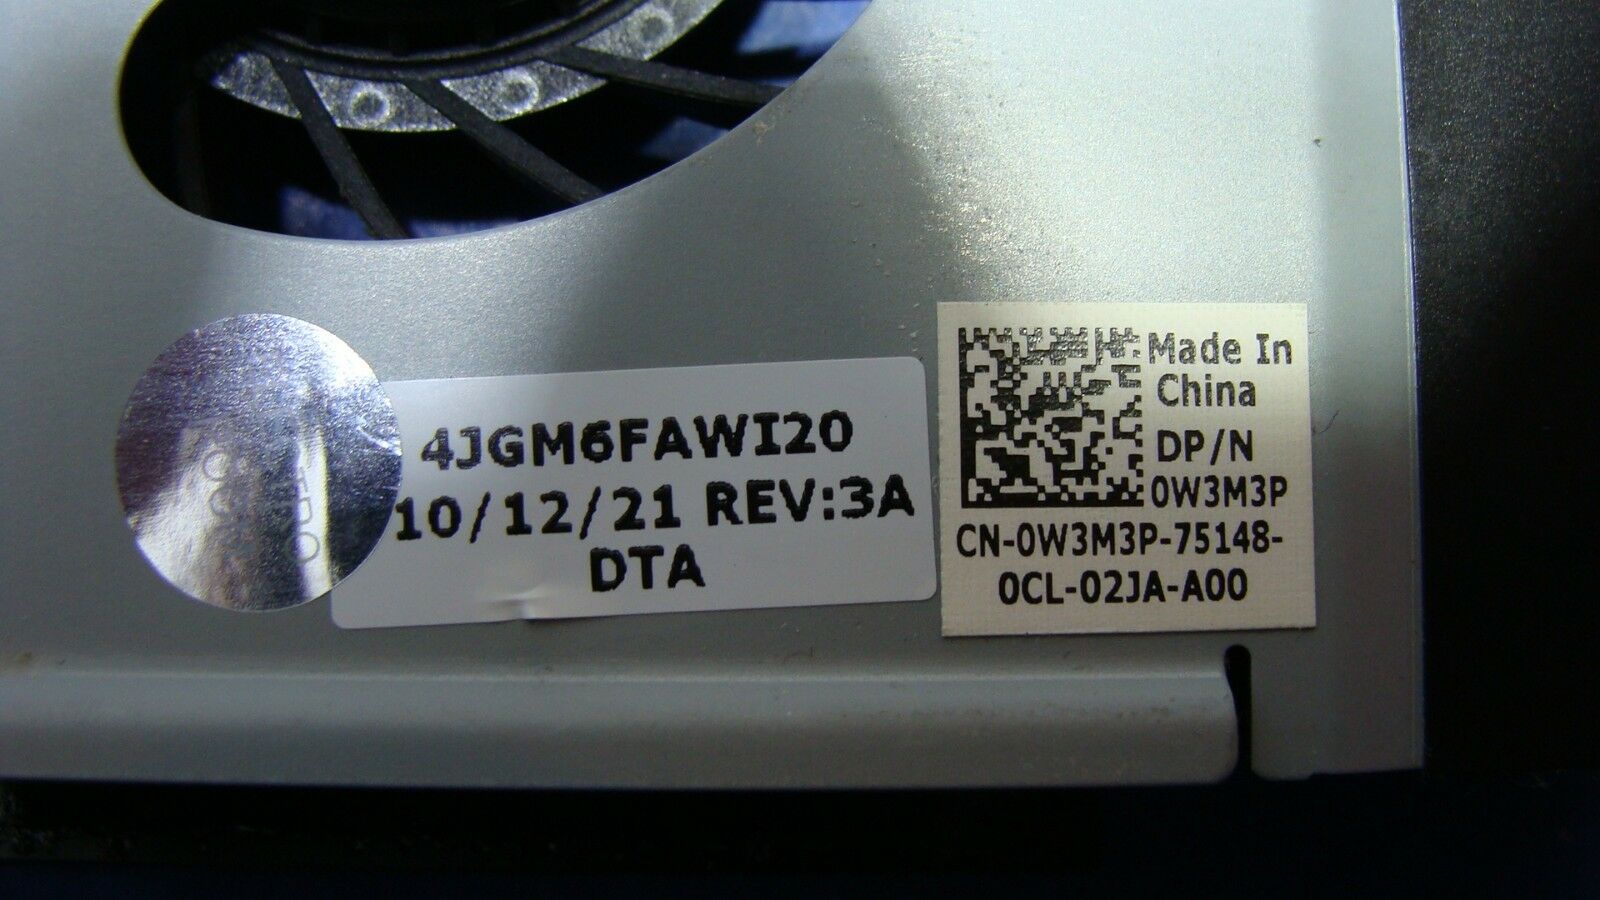 4JGM6FAWI20
10/12/21 REV:3A
DTA
Made In
China
DP/N
0W3M3P
CN-0W3M3P-75148-
0CL-02JA-A00